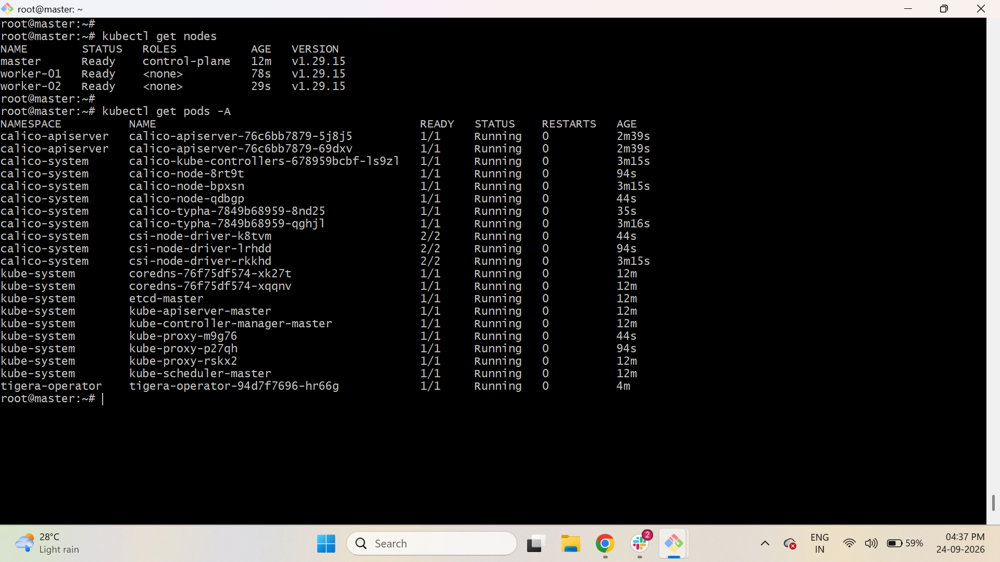 root@master: ~
root@master:~#
root@master:~# kubectl get nodes
NAME STATUS ROLES AGE VERSION
master Ready control-plane 12m v1.29.15
worker-01 Ready <none> 78s v1.29.15
worker-02 Ready <none> 29s v1.29.15
root@master:~#
root@master:~# kubectl get pods -A
NAMESPACE NAME READY STATUS RESTARTS AGE
calico-apiserver calico-apiserver-76c6bb7879-5j8j5 1/1 Running 0 2m39s
calico-apiserver calico-apiserver-76c6bb7879-69dxv 1/1 Running 0 2m39s
calico-system calico-kube-controllers-678959bcbf-ls9zl 1/1 Running 0 3m15s
calico-system calico-node-8rt9t 1/1 Running 0 94s
calico-system calico-node-bpxsn 1/1 Running 0 3m15s
calico-system calico-node-qdbgp 1/1 Running 0 44s
calico-system calico-typha-7849b68959-8nd25 1/1 Running 0 35s
calico-system calico-typha-7849b68959-qghjl 1/1 Running 0 3m16s
calico-system csi-node-driver-k8tvm 2/2 Running 0 44s
calico-system csi-node-driver-lrhdd 2/2 Running 0 94s
calico-system csi-node-driver-rkkhd 2/2 Running 0 3m15s
kube-system coredns-76f75df574-xk27t 1/1 Running 0 12m
kube-system coredns-76f75df574-xqqnv 1/1 Running 0 12m
kube-system etcd-master 1/1 Running 0 12m
kube-system kube-apiserver-master 1/1 Running 0 12m
kube-system kube-controller-manager-master 1/1 Running 0 12m
kube-system kube-proxy-m9g76 1/1 Running 0 44s
kube-system kube-proxy-p27qh 1/1 Running 0 94s
kube-system kube-proxy-rskx2 1/1 Running 0 12m
kube-system kube-scheduler-master 1/1 Running 0 12m
tigera-operator tigera-operator-94d7f7696-hr66g 1/1 Running 0 4m
root@master:~#
28°C
Light rain
Search
2
ENG
IN
59%
04:37 PM
24-09-2026